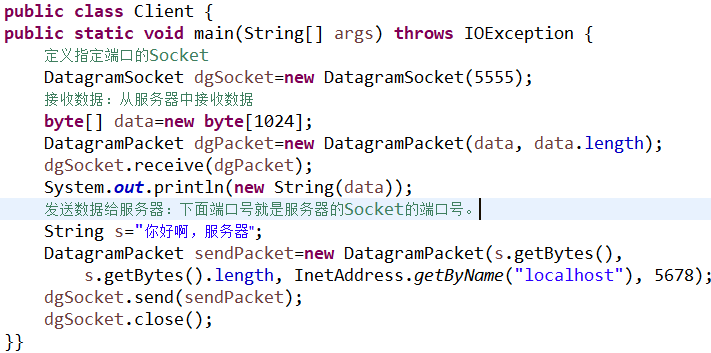 public class Client {
public static void main(String[] args) throws IOException {
定义指定端口的Socket
DatagramSocket dgSocket=new DatagramSocket(5555);
接收数据：从服务器中接收数据
byte[] data=new byte[1024];
DatagramPacket dgPacket=new DatagramPacket(data, data.length);
dgSocket.receive(dgPacket);
System.out.println(new String(data));
发送数据给服务器：下面端口号就是服务器的Socket的端口号。
String s="你好啊，服务器";
DatagramPacket sendPacket=new DatagramPacket(s.getBytes(),
s.getBytes().length, InetAddress.getByName("localhost"), 5678);
dgSocket.send(sendPacket);
dgSocket.close();
}}